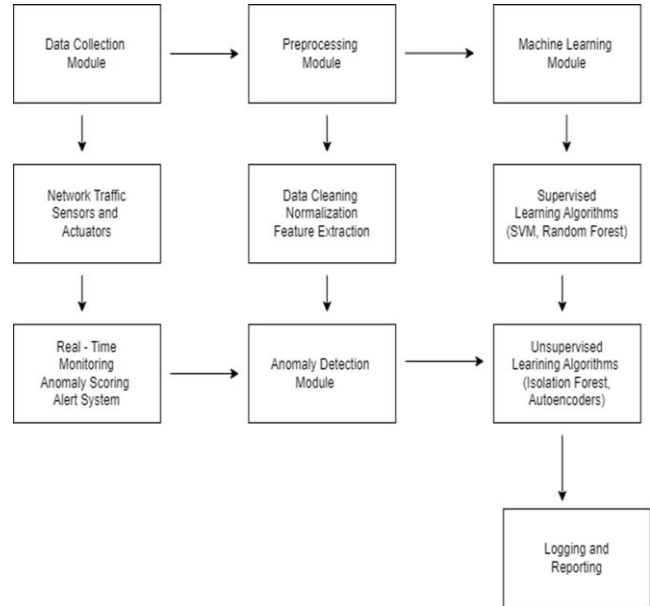 Data Collection
Module
Preprocessing
Module
Machine Learning
Module
Network Traffic
Sensors and
Actuators
Data Cleaning
Normalization
Feature Extraction
Supervised
Learning Algorithms
(SVM, Random Forest)
Real - Time
Monitoring
Anomaly Scoring
Alert System
Anomaly Detection
Module
Unsupervised
Learining Algorithms
(Isolation Forest,
Autoencoders)
Logging and
Reporting